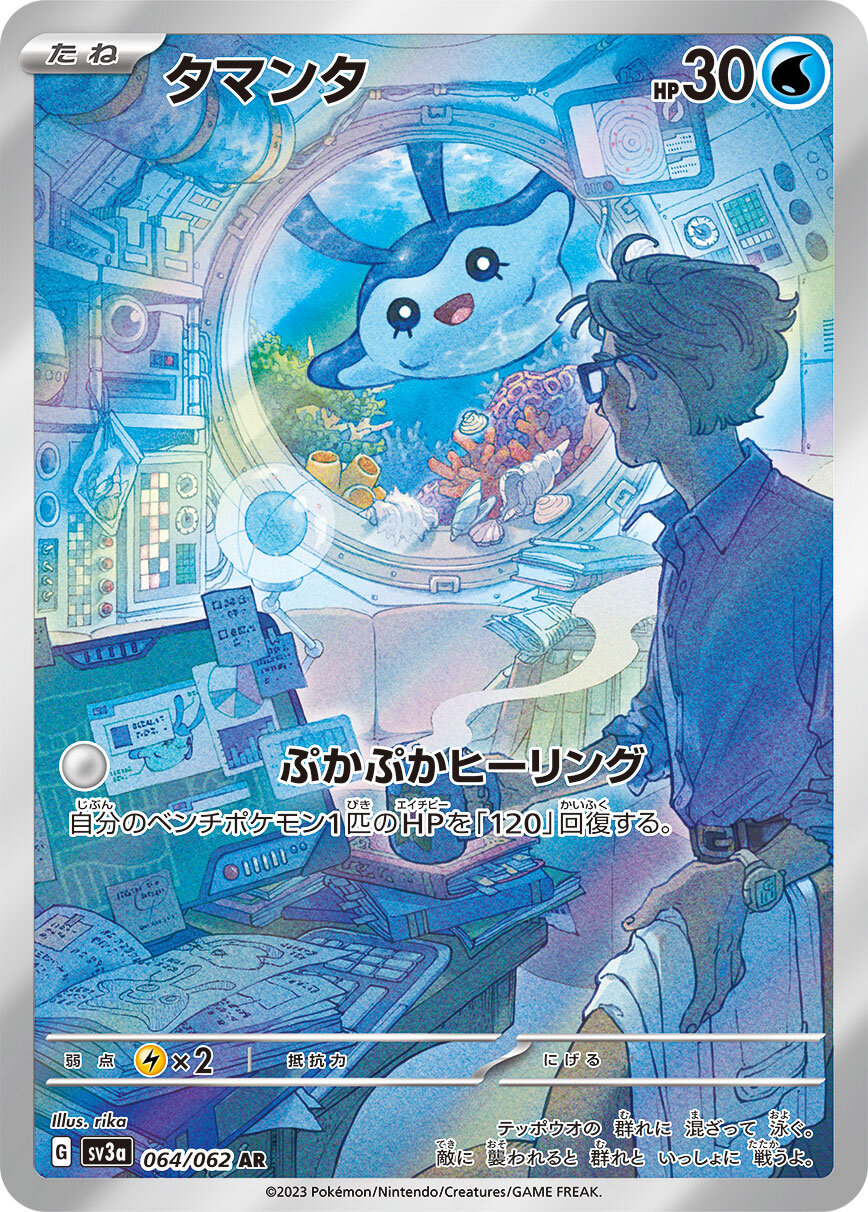 たね
タマンタ
HP30
ぷかぷかヒーリング
自分のベンチポケモン1匹のHPを「120」回復する。
弱点 ×2 抵抗力 にげる
Illus. rika
テッポウオの 群れに 混ざって 泳ぐ。
敵に 襲われると 群れと いっしょに 戦うよ。
G sv3a 064/062 AR
©2023 Pokémon/Nintendo/Creatures/GAME FREAK.